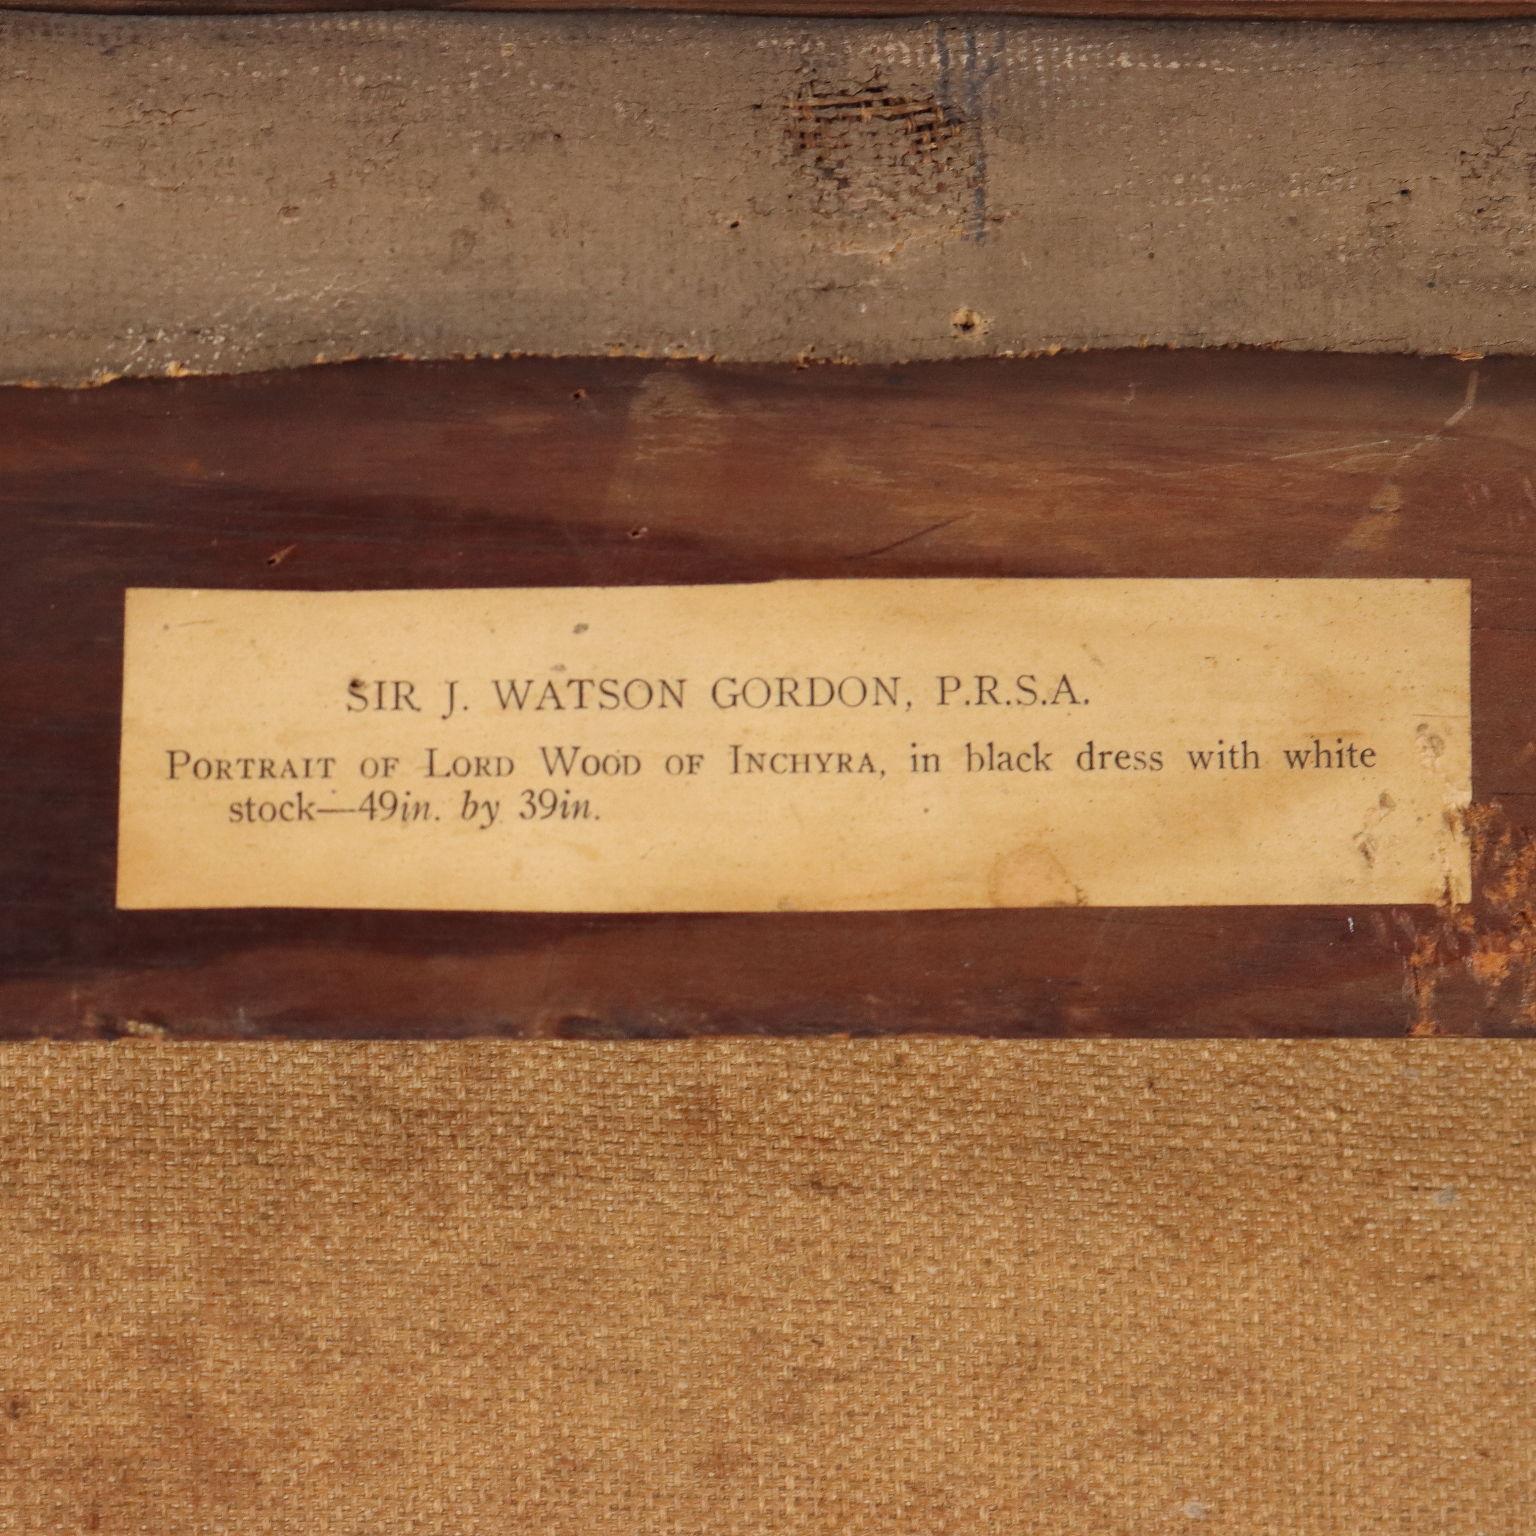 SIR J. WATSON GORDON, P.R.S.A.
PORTRAIT OF LORD WOOD OF INCHYRA, in black dress with white
stock—49in. by 39in.